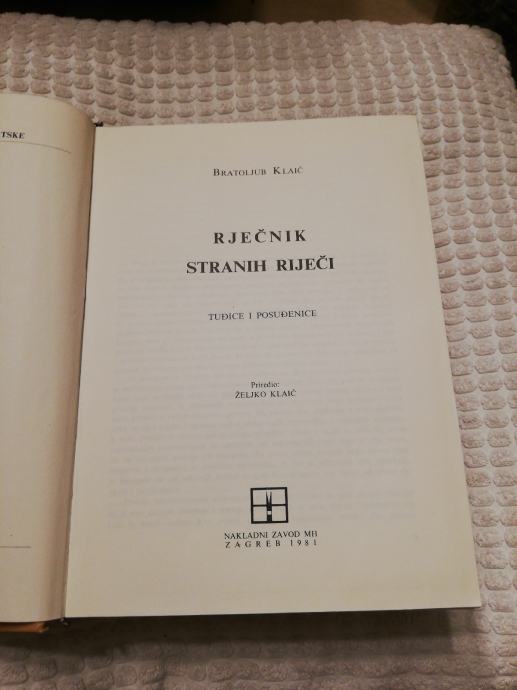 TSKE
BRATOLJUB KLAIĆ
RJEČNIK
STRANIH RIJEČI
TUĐICE I POSUĐENICE
Priredio:
ŽELJKO KLAIĆ
NAKLADNI ZAVOD MH
ZAGREB 1981